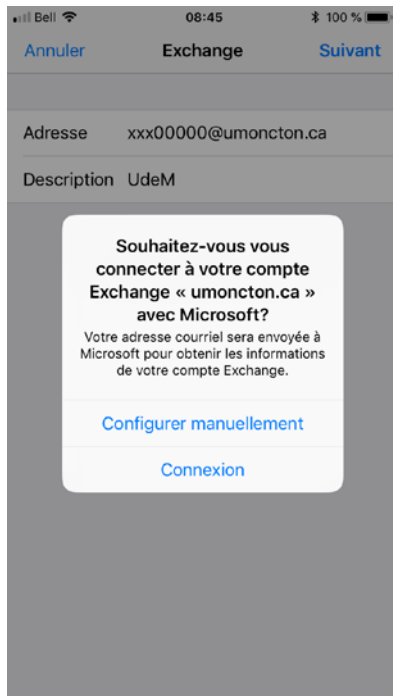 Bell 08:45 100 %
Annuler Exchange Suivant
Adresse xxx00000@umoncton.ca
Description UdeM
Souhaitez-vous vous
connecter à votre compte
Exchange « umoncton.ca »
avec Microsoft?
Votre adresse courriel sera envoyée à
Microsoft pour obtenir les informations
de votre compte Exchange.
Configurer manuellement
Connexion